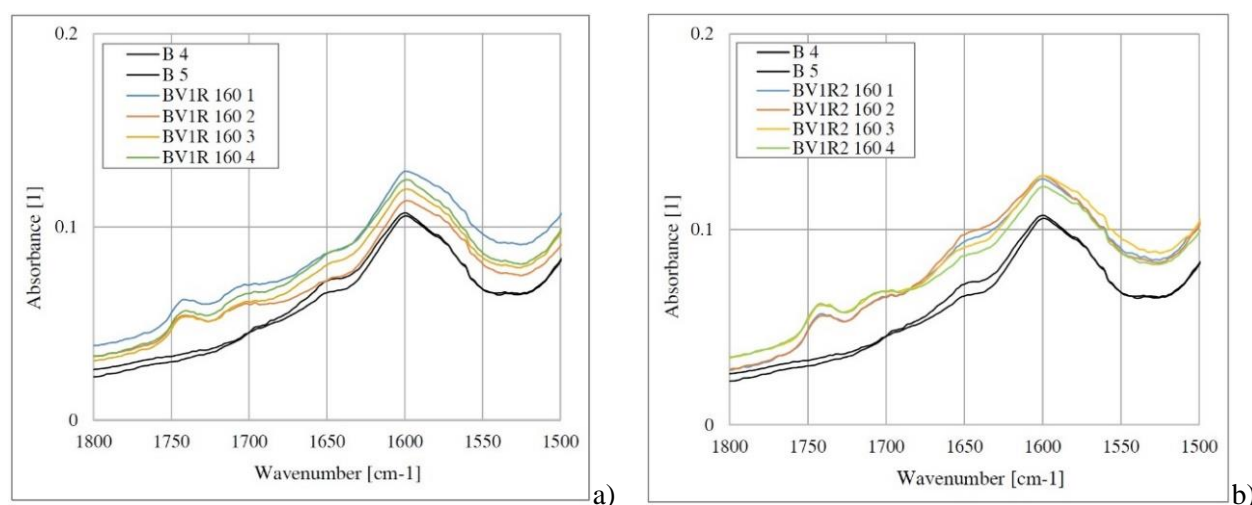 0.2
B 4
B 5
BV1R 160 1
BV1R 160 2
BV1R 160 3
BV1R 160 4
Absorbance [1]
0.1
0
1800 1750 1700 1650 1600 1550 1500
Wavenumber [cm-1]
a)
0.2
B 4
B 5
BV1R2 160 1
BV1R2 160 2
BV1R2 160 3
BV1R2 160 4
Absorbance [1]
0.1
0
1800 1750 1700 1650 1600 1550 1500
Wavenumber [cm-1]
b)